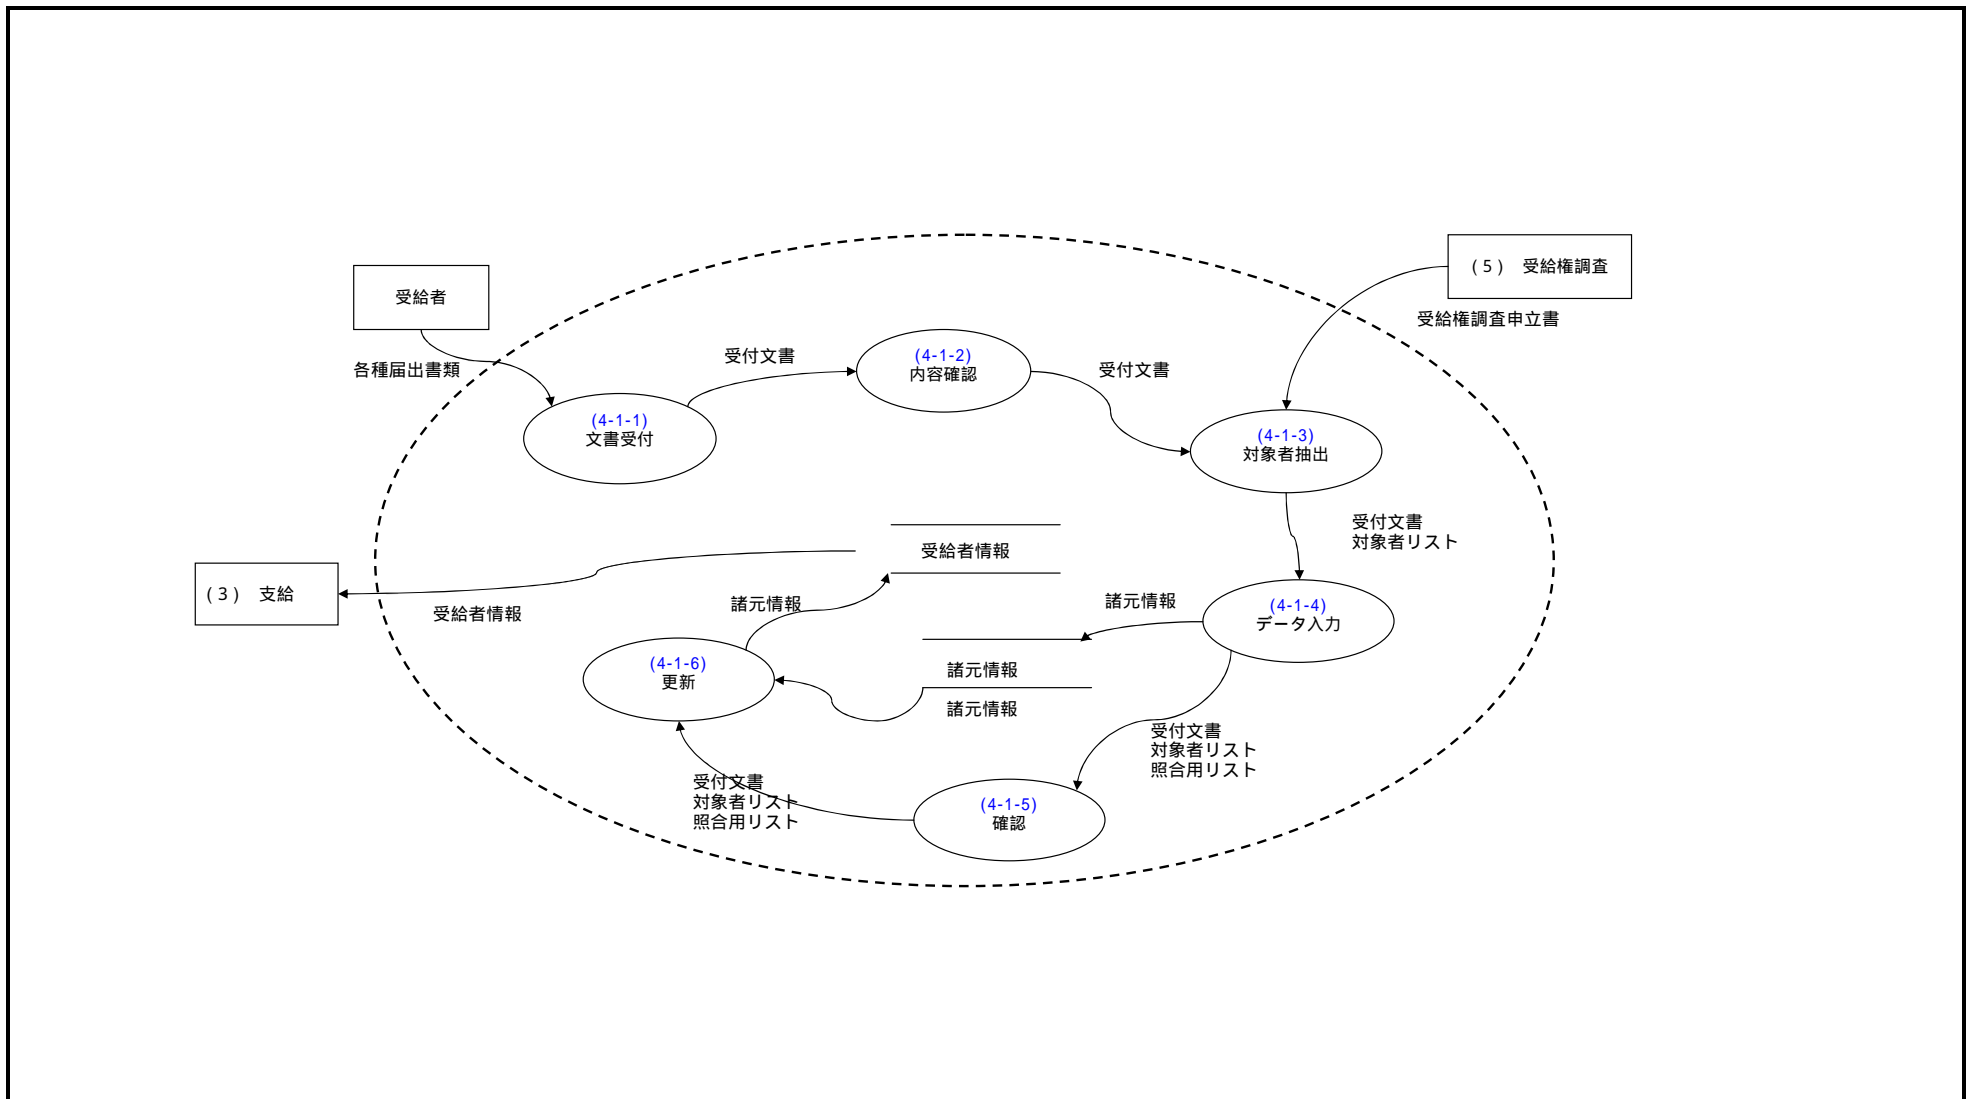 (５)　受給権調査
受給者
受給権調査申立書
各種届出書類
受付文書
(4-1-2)
内容確認
受付文書
(4-1-1)
文書受付
(4-1-3)
対象者抽出
受付文書
対象者リスト
受給者情報
(３)　支給
受給者情報
諸元情報
諸元情報
(4-1-4)
データ入力
(4-1-6)
更新
諸元情報
諸元情報
受付文書
対象者リスト
照合用リスト
受付文書
対象者リスト
照合用リスト
(4-1-5)
確認